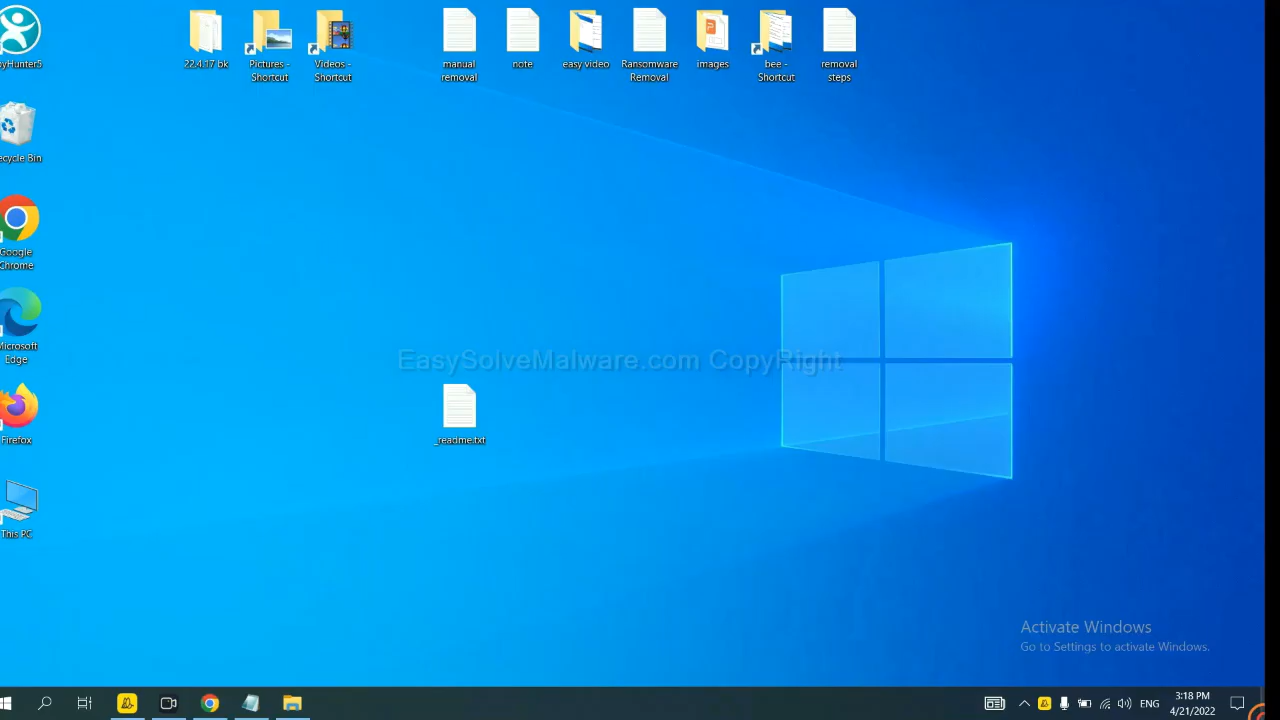 yHunter5
22.4.17 bk
Pictures -
Shortcut
Videos -
Shortcut
manual
removal
note
easy video
Ransomware
Removal
images
bee -
Shortcut
removal
steps
ecycle Bin
Google
Chrome
Microsoft
Edge
EasySolveMalware.com CopyRight
Firefox
_readme.txt
This PC
Activate Windows
Go to Settings to activate Windows.
ENG
3:18 PM
4/21/2022